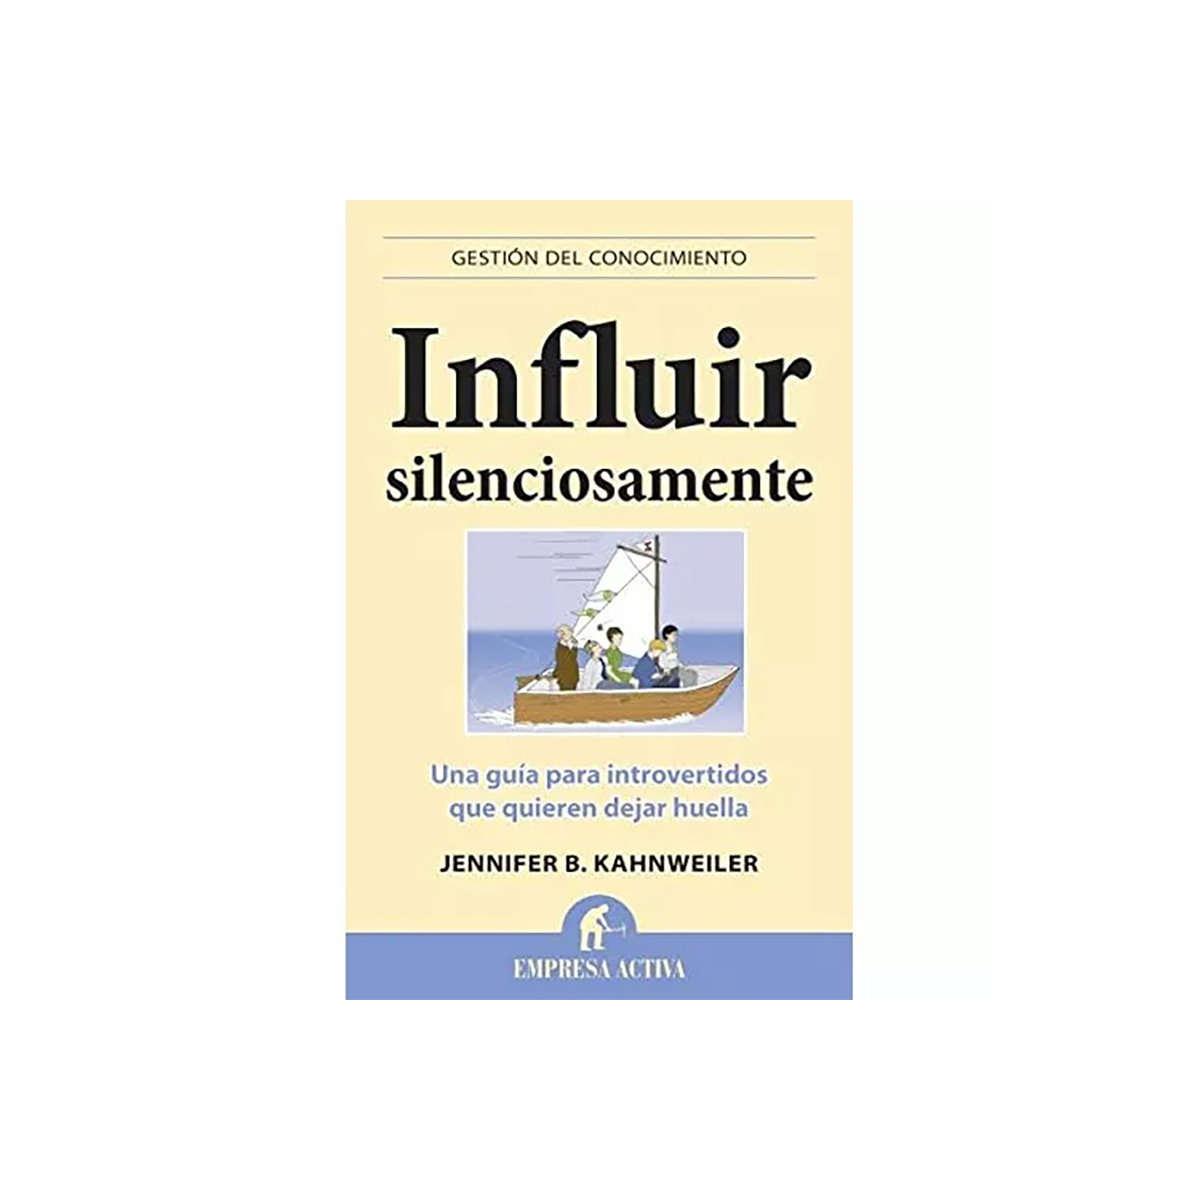 GESTIÓN DEL CONOCIMIENTO
Influir
silenciosamente
Una guía para introvertidos
que quieren dejar huella
JENNIFER B. KAHNWEILER
EMPRESA ACTIVA